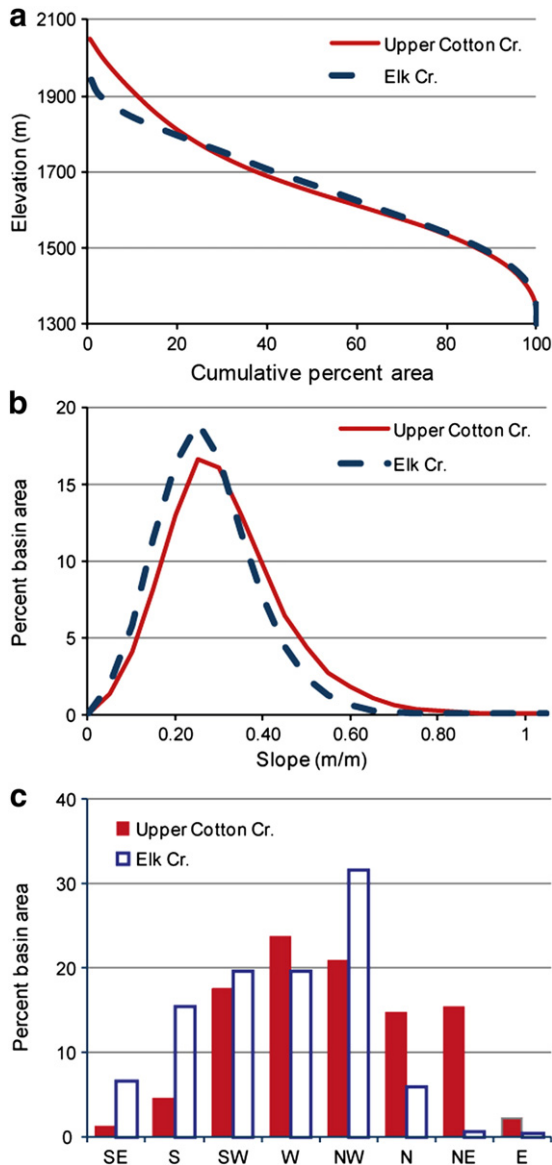 a
2100
1900
1700
1500
1300
Elevation (m)
Upper Cotton Cr.
Elk Cr.
0 20 40 60 80 100
Cumulative percent area
b
20
15
10
5
0
Percent basin area
Upper Cotton Cr.
Elk Cr.
0 0.20 0.40 0.60 0.80 1
Slope (m/m)
c
40
30
20
10
0
Percent basin area
Upper Cotton Cr.
Elk Cr.
SE S SW W NW N NE E